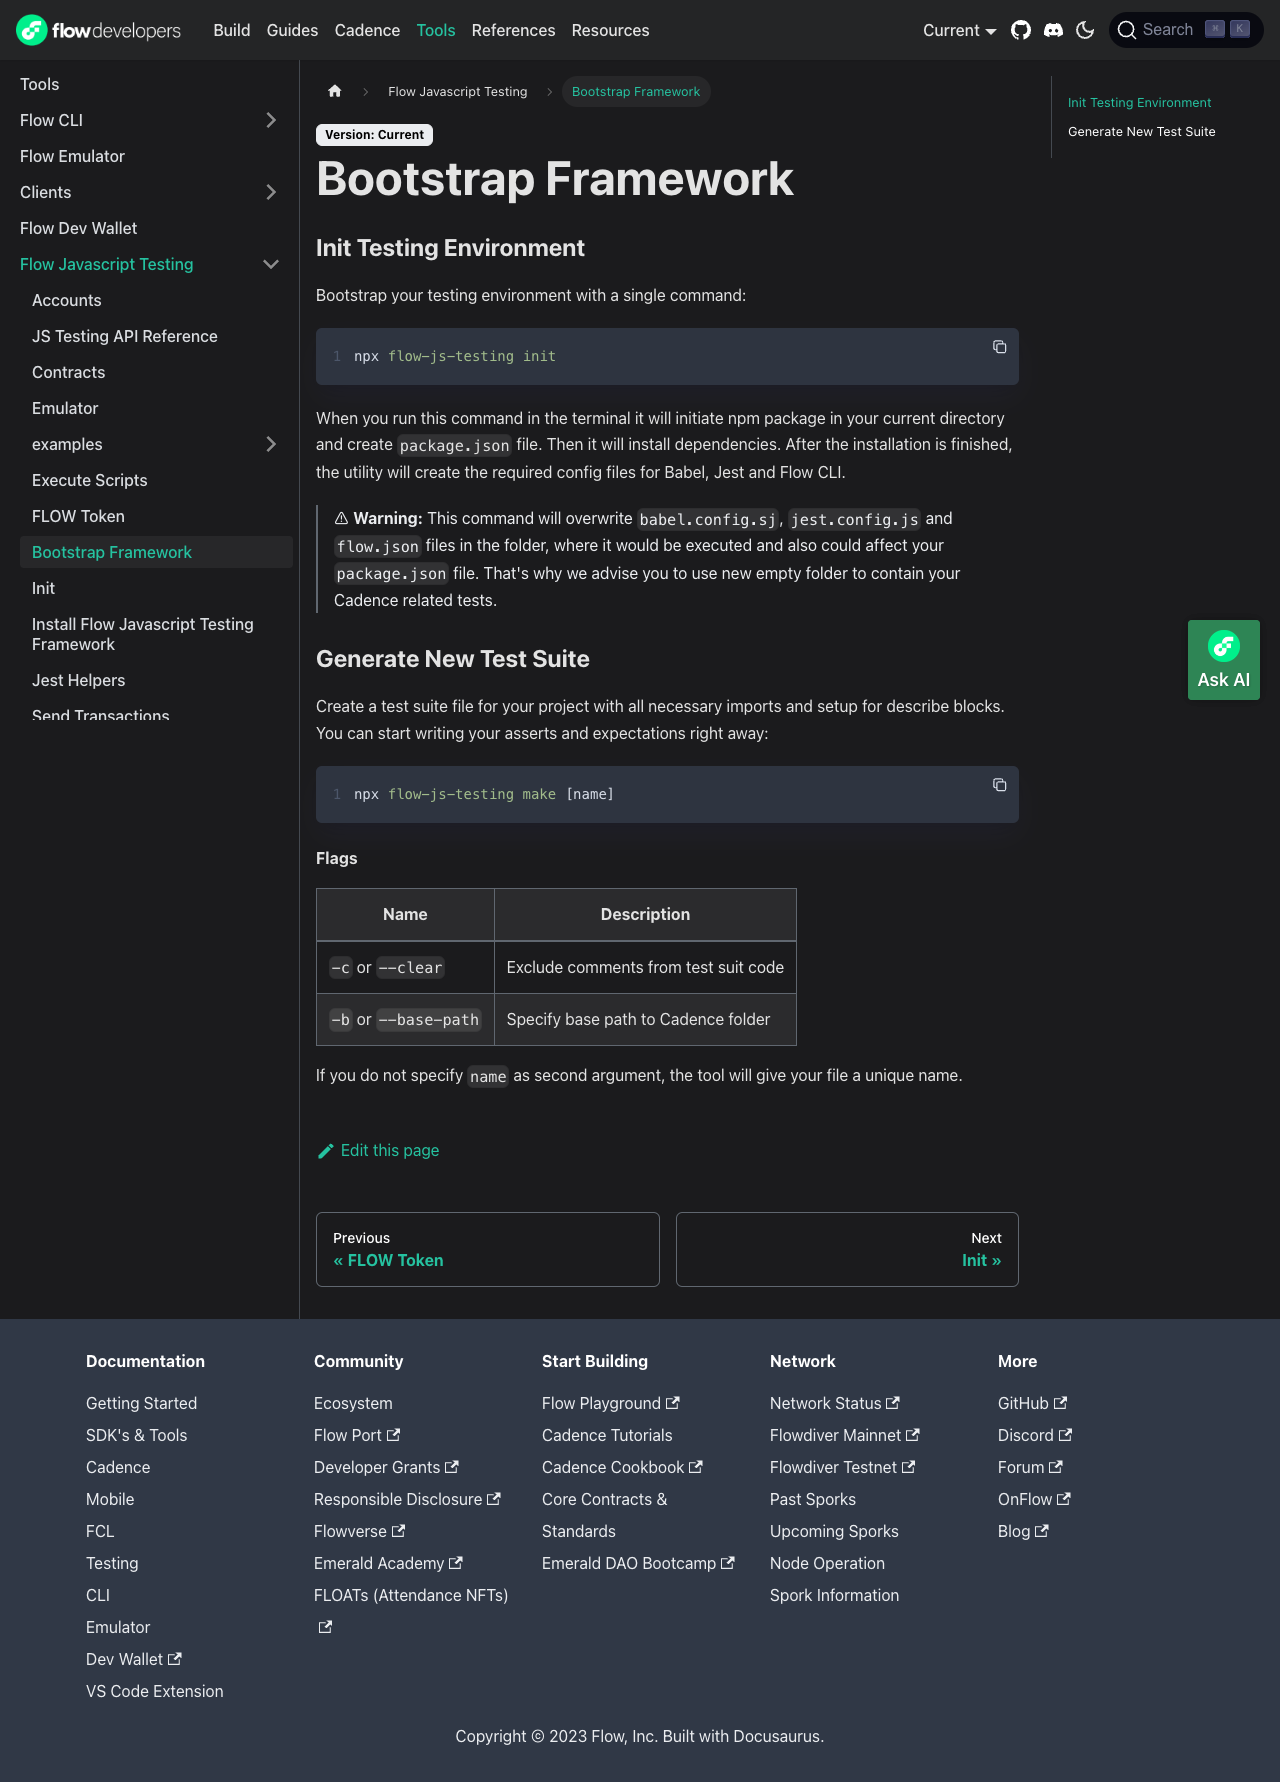 flowdevelopers
Build Guides Cadence Tools References Resources
Current
Search ⌘ K
Tools
Flow CLI
Flow Emulator
Clients
Flow Dev Wallet
Flow Javascript Testing
Accounts
JS Testing API Reference
Contracts
Emulator
examples
Execute Scripts
FLOW Token
Bootstrap Framework
Init
Install Flow Javascript Testing
Framework
Jest Helpers
Send Transactions
Flow Javascript Testing
Bootstrap Framework
Version: Current
Bootstrap Framework
Init Testing Environment
Bootstrap your testing environment with a single command:
1 npx flow-js-testing init
When you run this command in the terminal it will initiate npm package in your current directory
and create package.json file. Then it will install dependencies. After the installation is finished,
the utility will create the required config files for Babel, Jest and Flow CLI.
⚠ Warning: This command will overwrite babel.config.sj, jest.config.js and
flow.json files in the folder, where it would be executed and also could affect your
package.json file. That's why we advise you to use new empty folder to contain your
Cadence related tests.
Generate New Test Suite
Create a test suite file for your project with all necessary imports and setup for describe blocks.
You can start writing your asserts and expectations right away:
1 npx flow-js-testing make [name]
Flags
Name Description
-c or --clear Exclude comments from test suit code
-b or --base-path Specify base path to Cadence folder
If you do not specify name as second argument, the tool will give your file a unique name.
Edit this page
Previous
« FLOW Token
Next
Init »
Init Testing Environment
Generate New Test Suite
Ask AI
Documentation
Getting Started
SDK's & Tools
Cadence
Mobile
FCL
Testing
CLI
Emulator
Dev Wallet
VS Code Extension
Community
Ecosystem
Flow Port
Developer Grants
Responsible Disclosure
Flowverse
Emerald Academy
FLOATs (Attendance NFTs)
Start Building
Flow Playground
Cadence Tutorials
Cadence Cookbook
Core Contracts &
Standards
Emerald DAO Bootcamp
Network
Network Status
Flowdiver Mainnet
Flowdiver Testnet
Past Sporks
Upcoming Sporks
Node Operation
Spork Information
More
GitHub
Discord
Forum
OnFlow
Blog
Copyright © 2023 Flow, Inc. Built with Docusaurus.